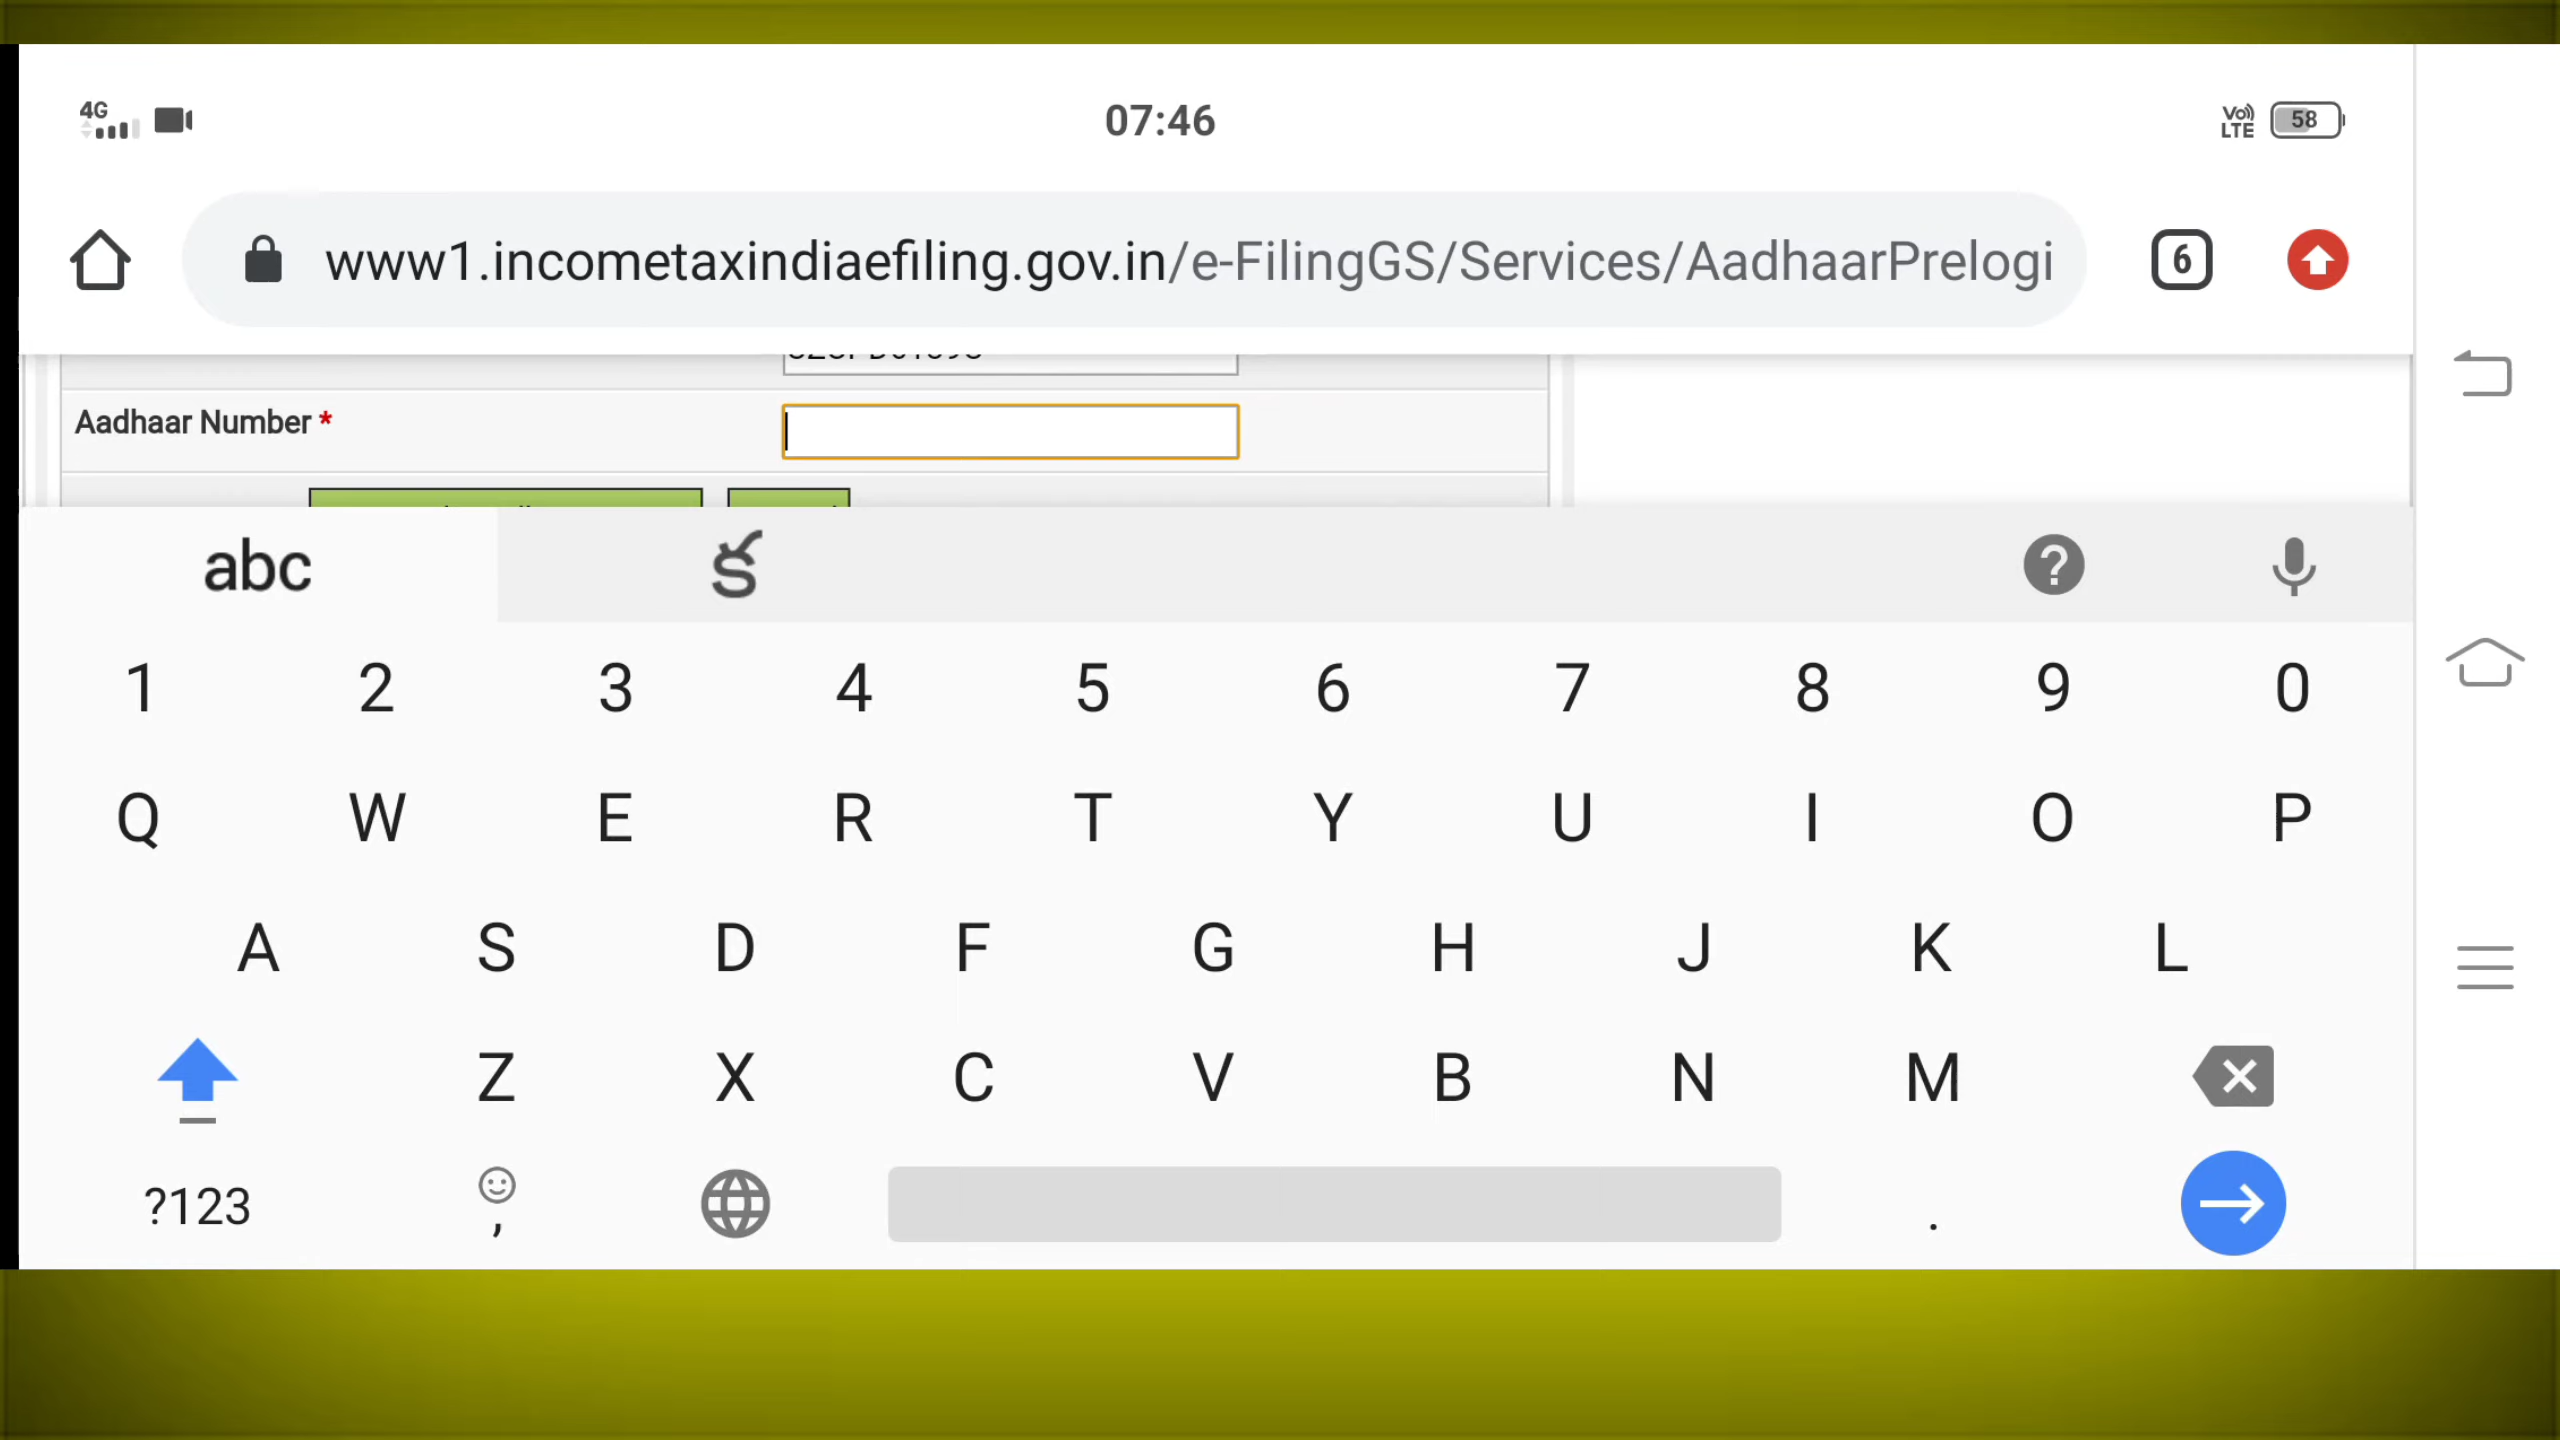 4G
07:46
Vo)) LTE
58
www1.incometaxindiaefiling.gov.in/e-FilingGS/Services/AadhaarPrelogi
6
Aadhaar Number *
abc
క
?
1 2 3 4 5 6 7 8 9 0
Q W E R T Y U I O P
A S D F G H J K L
Z X C V B N M
?123 , .